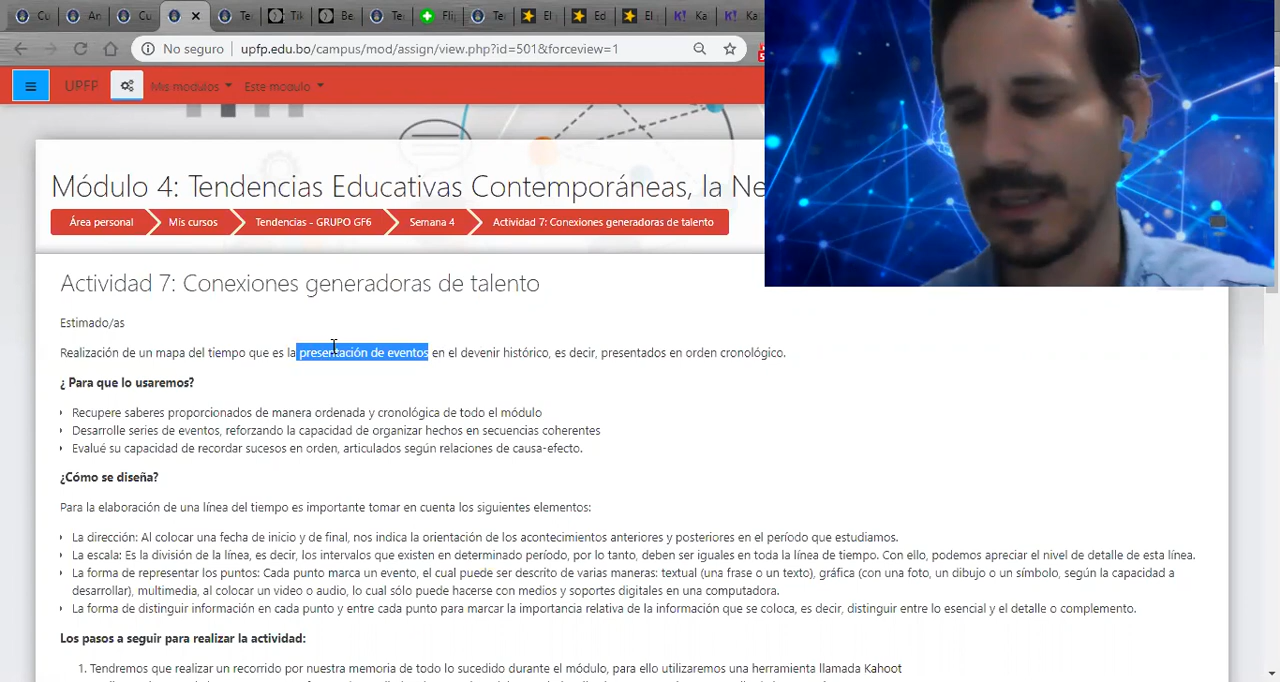 Cu
Ar
Cu
Te
Tik
Be
Te
Flip
Te
El
Ed
El
Ka
Ka
No seguro upfp.edu.bo/campus/mod/assign/view.php?id=501&forceview=1
UPFP Mis modulos Este modulo
Módulo 4: Tendencias Educativas Contemporáneas, la Ne
Área personal Mis cursos Tendencias - GRUPO GF6 Semana 4 Actividad 7: Conexiones generadoras de talento
Actividad 7: Conexiones generadoras de talento
Estimado/as
Realización de un mapa del tiempo que es la presentación de eventos en el devenir histórico, es decir, presentados en orden cronológico.
¿ Para que lo usaremos?
Recupere saberes proporcionados de manera ordenada y cronológica de todo el módulo
Desarrolle series de eventos, reforzando la capacidad de organizar hechos en secuencias coherentes
Evalué su capacidad de recordar sucesos en orden, articulados según relaciones de causa-efecto.
¿Cómo se diseña?
Para la elaboración de una línea del tiempo es importante tomar en cuenta los siguientes elementos:
La dirección: Al colocar una fecha de inicio y de final, nos indica la orientación de los acontecimientos anteriores y posteriores en el período que estudiamos.
La escala: Es la división de la línea, es decir, los intervalos que existen en determinado período, por lo tanto, deben ser iguales en toda la línea de tiempo. Con ello, podemos apreciar el nivel de detalle de esta línea.
La forma de representar los puntos: Cada punto marca un evento, el cual puede ser descrito de varias maneras: textual (una frase o un texto), gráfica (con una foto, un dibujo o un símbolo, según la capacidad a
desarrollar), multimedia, al colocar un video o audio, lo cual sólo puede hacerse con medios y soportes digitales en una computadora.
La forma de distinguir información en cada punto y entre cada punto para marcar la importancia relativa de la información que se coloca, es decir, distinguir entre lo esencial y el detalle o complemento.
Los pasos a seguir para realizar la actividad:
1. Tendremos que realizar un recorrido por nuestra memoria de todo lo sucedido durante el módulo, para ello utilizaremos una herramienta llamada Kahoot